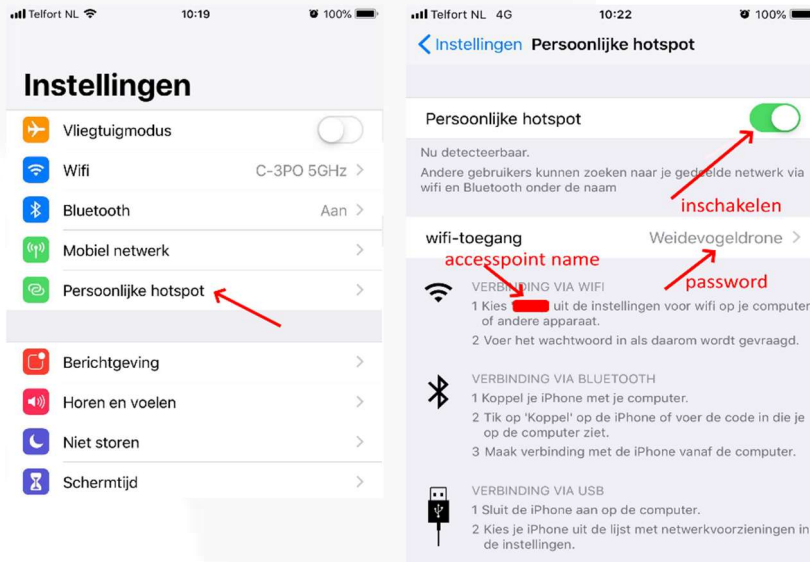 Telfort NL
10:19
100%
Instellingen
Vliegtuigmodus
Wifi
C-3PO 5GHz
Bluetooth
Aan
Mobiel netwerk
Persoonlijke hotspot
Berichtgeving
Horen en voelen
Niet storen
Schermtijd
Telfort NL 4G
10:22
100%
Instellingen Persoonlijke hotspot
Persoonlijke hotspot
Nu detecteerbaar.
Andere gebruikers kunnen zoeken naar je gedeelde netwerk via
wifi en Bluetooth onder de naam
inschakelen
wifi-toegang
Weidevogeldrone
accesspoint name
password
VERBINDING VIA WIFI
1 Kies ' uit de instellingen voor wifi op je computer
of andere apparaat.
2 Voer het wachtwoord in als daarom wordt gevraagd.
VERBINDING VIA BLUETOOTH
1 Koppel je iPhone met je computer.
2 Tik op 'Koppel' op de iPhone of voer de code in die je
op de computer ziet.
3 Maak verbinding met de iPhone vanaf de computer.
VERBINDING VIA USB
1 Sluit de iPhone aan op de computer.
2 Kies je iPhone uit de lijst met netwerkvoorzieningen in
de instellingen.